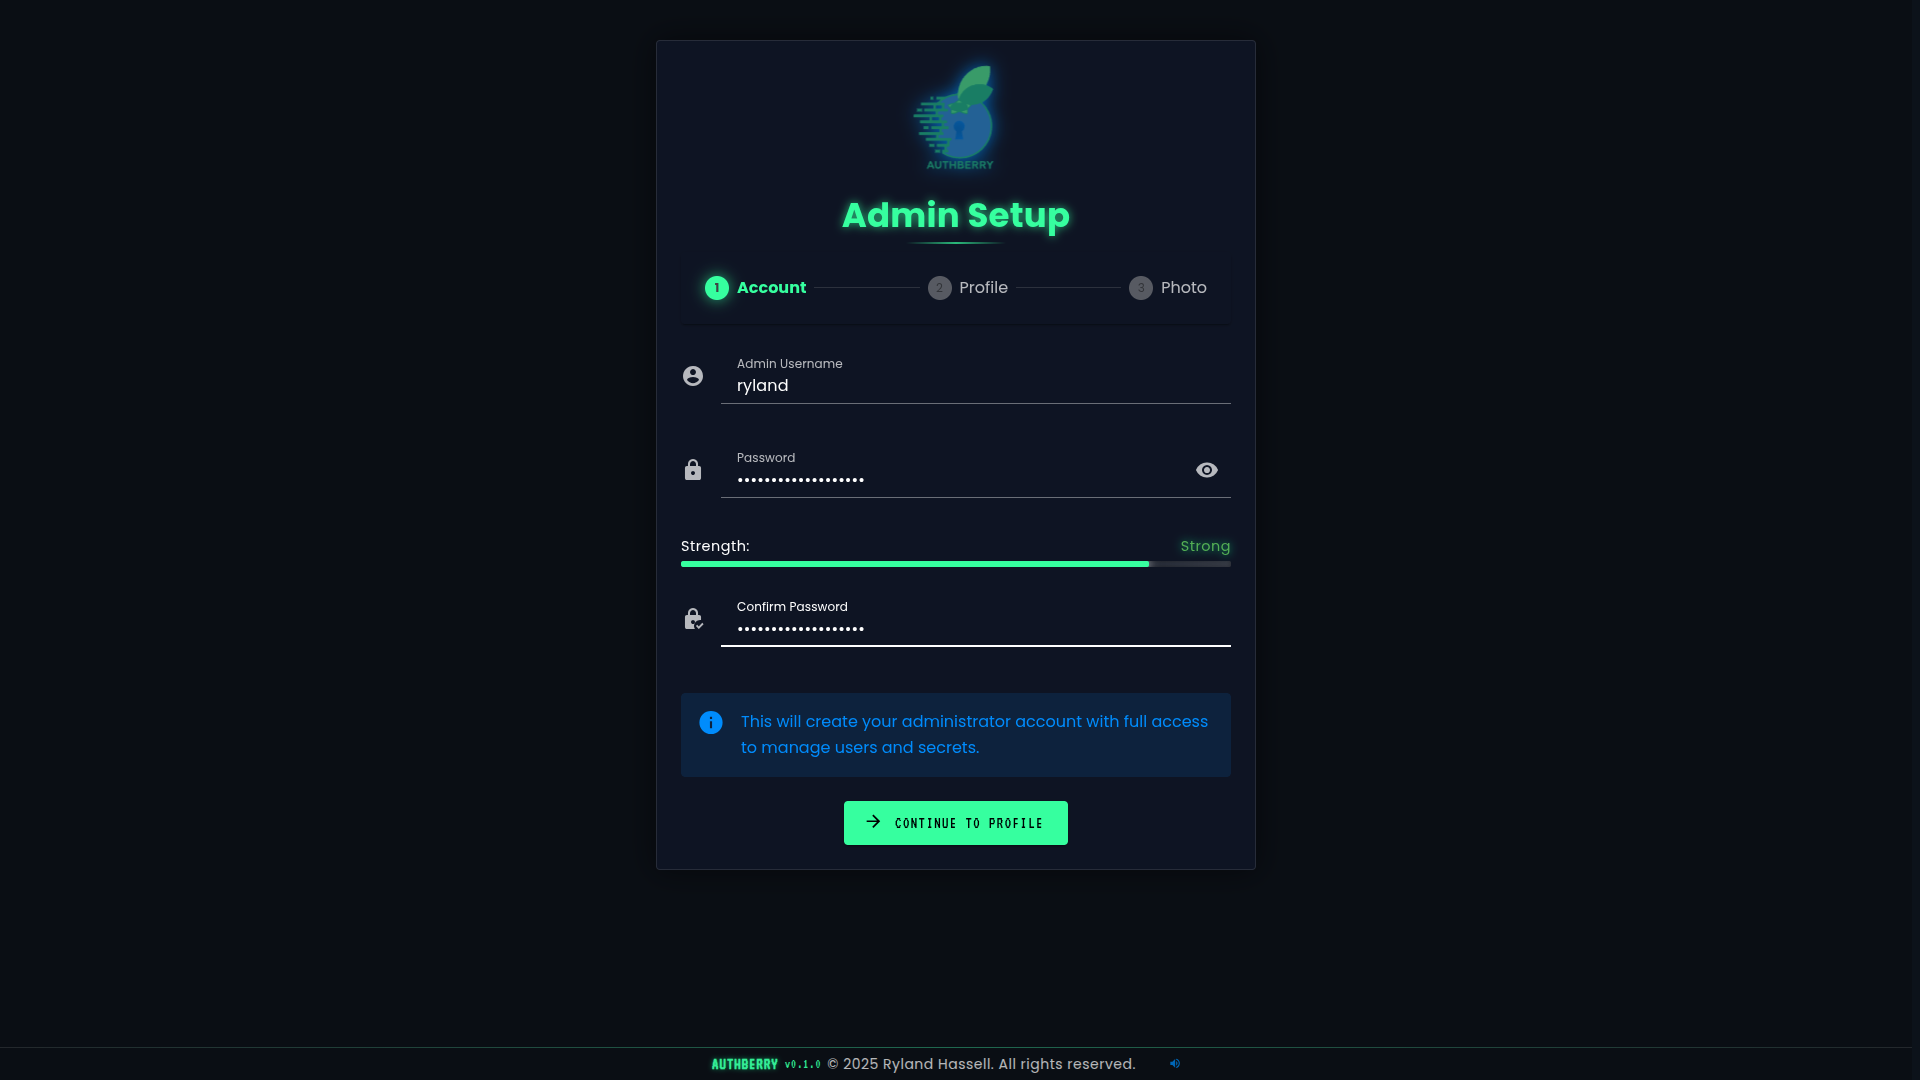 AUTHBERRY
Admin Setup
1 Account 2 Profile 3 Photo
Admin Username
ryland
Password
•••••••••••••••••••
Strength: Strong
Confirm Password
•••••••••••••••••••
This will create your administrator account with full access
to manage users and secrets.
CONTINUE TO PROFILE
AUTHBERRY v0.1.0 © 2025 Ryland Hassell. All rights reserved.